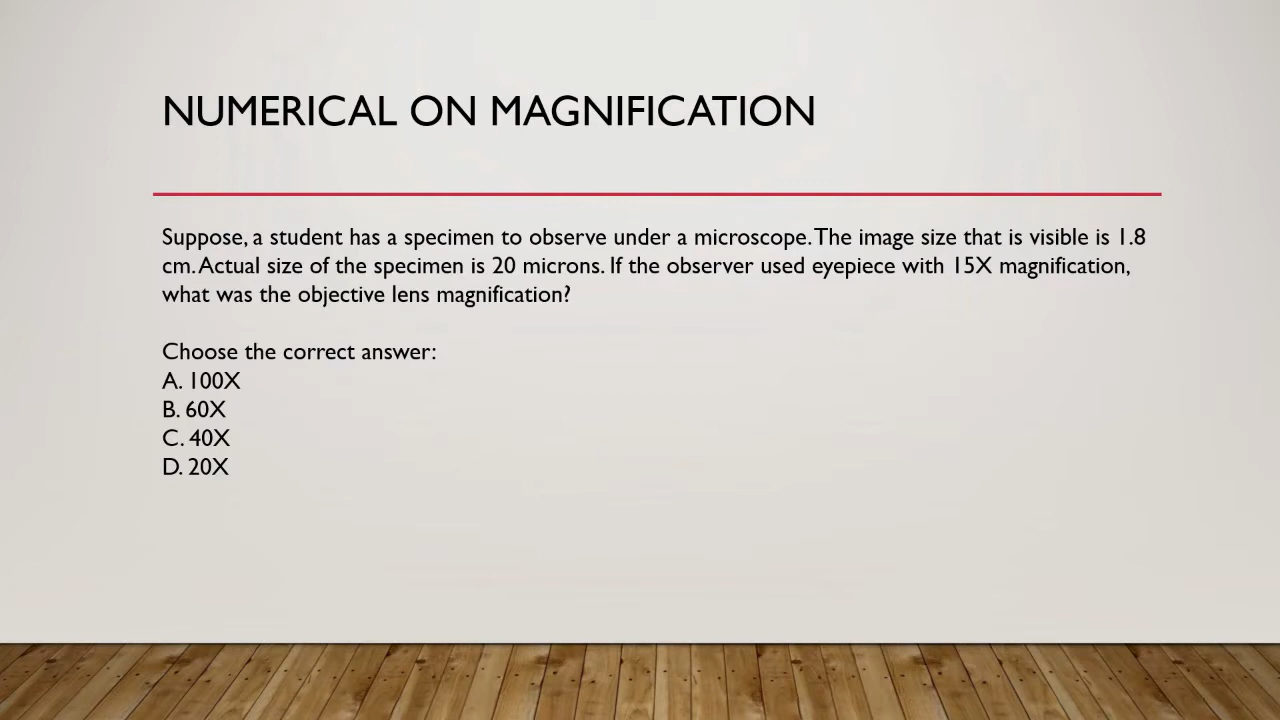 NUMERICAL ON MAGNIFICATION
Suppose, a student has a specimen to observe under a microscope. The image size that is visible is 1.8
cm. Actual size of the specimen is 20 microns. If the observer used eyepiece with 15X magnification,
what was the objective lens magnification?
Choose the correct answer:
A. 100X
B. 60X
C. 40X
D. 20X